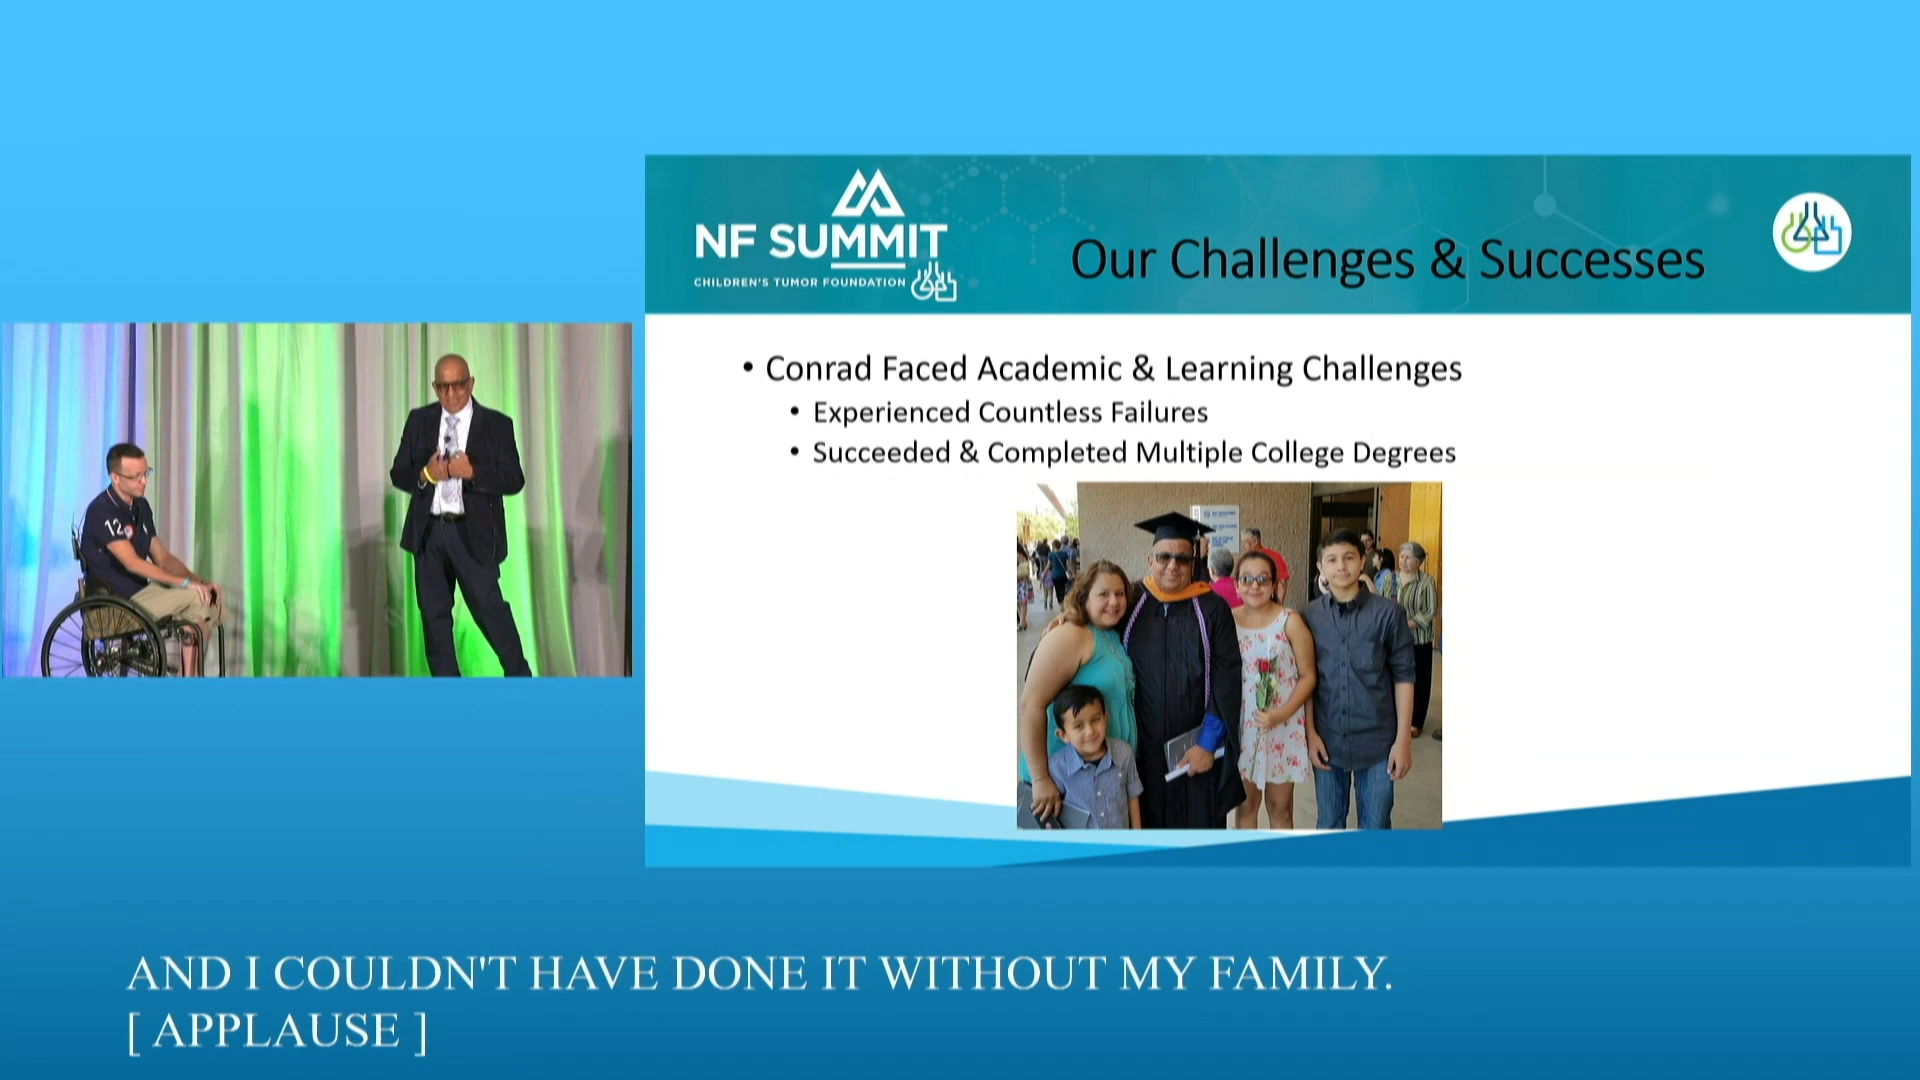 NF SUMMIT
CHILDREN'S TUMOR FOUNDATION
Our Challenges & Successes
• Conrad Faced Academic & Learning Challenges
• Experienced Countless Failures
• Succeeded & Completed Multiple College Degrees
12
AND I COULDN'T HAVE DONE IT WITHOUT MY FAMILY.
[ APPLAUSE ]